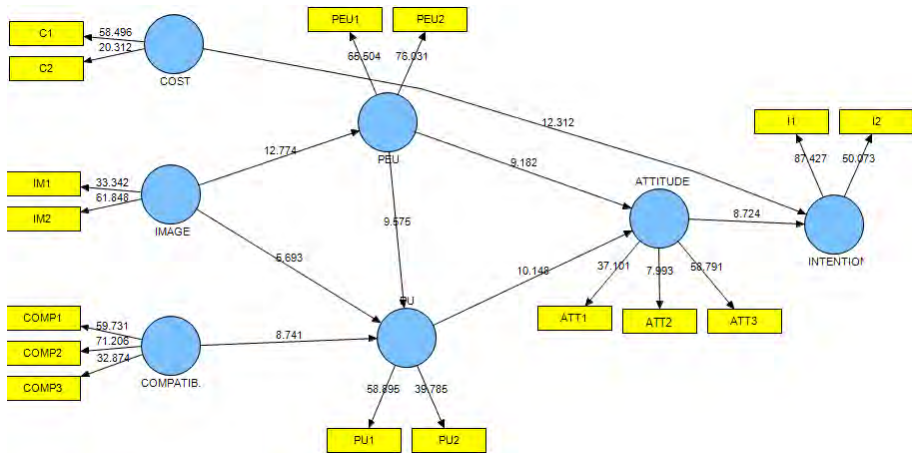 C1
58.496
20.312
C2
COST
PEU1
PEU2
65.504
76.031
PEU
12.312
I1
I2
87.427
50.073
INTENTION
IM1
33.342
61.848
IM2
IMAGE
12.774
9.575
9.182
5.693
ATTITUDE
8.724
37.101
7.993
58.791
ATT1
ATT2
ATT3
10.148
COMP1
59.731
COMP2
71.206
32.874
COMP3
COMPATIB.
8.741
PU
58.895
39.785
PU1
PU2